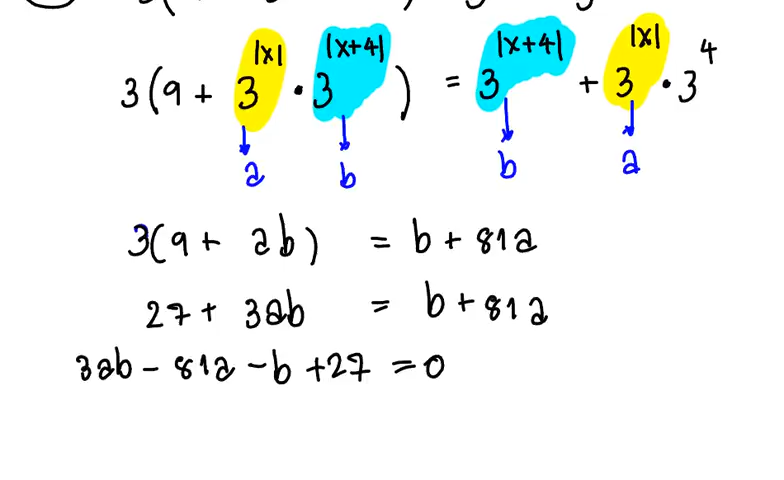 3(9 + 3^|x| · 3^|x+4|) = 3^|x+4| + 3^|x| · 3^4
a b b a
3(9 + ab) = b + 81a
27 + 3ab = b + 81a
3ab - 81a - b + 27 = 0